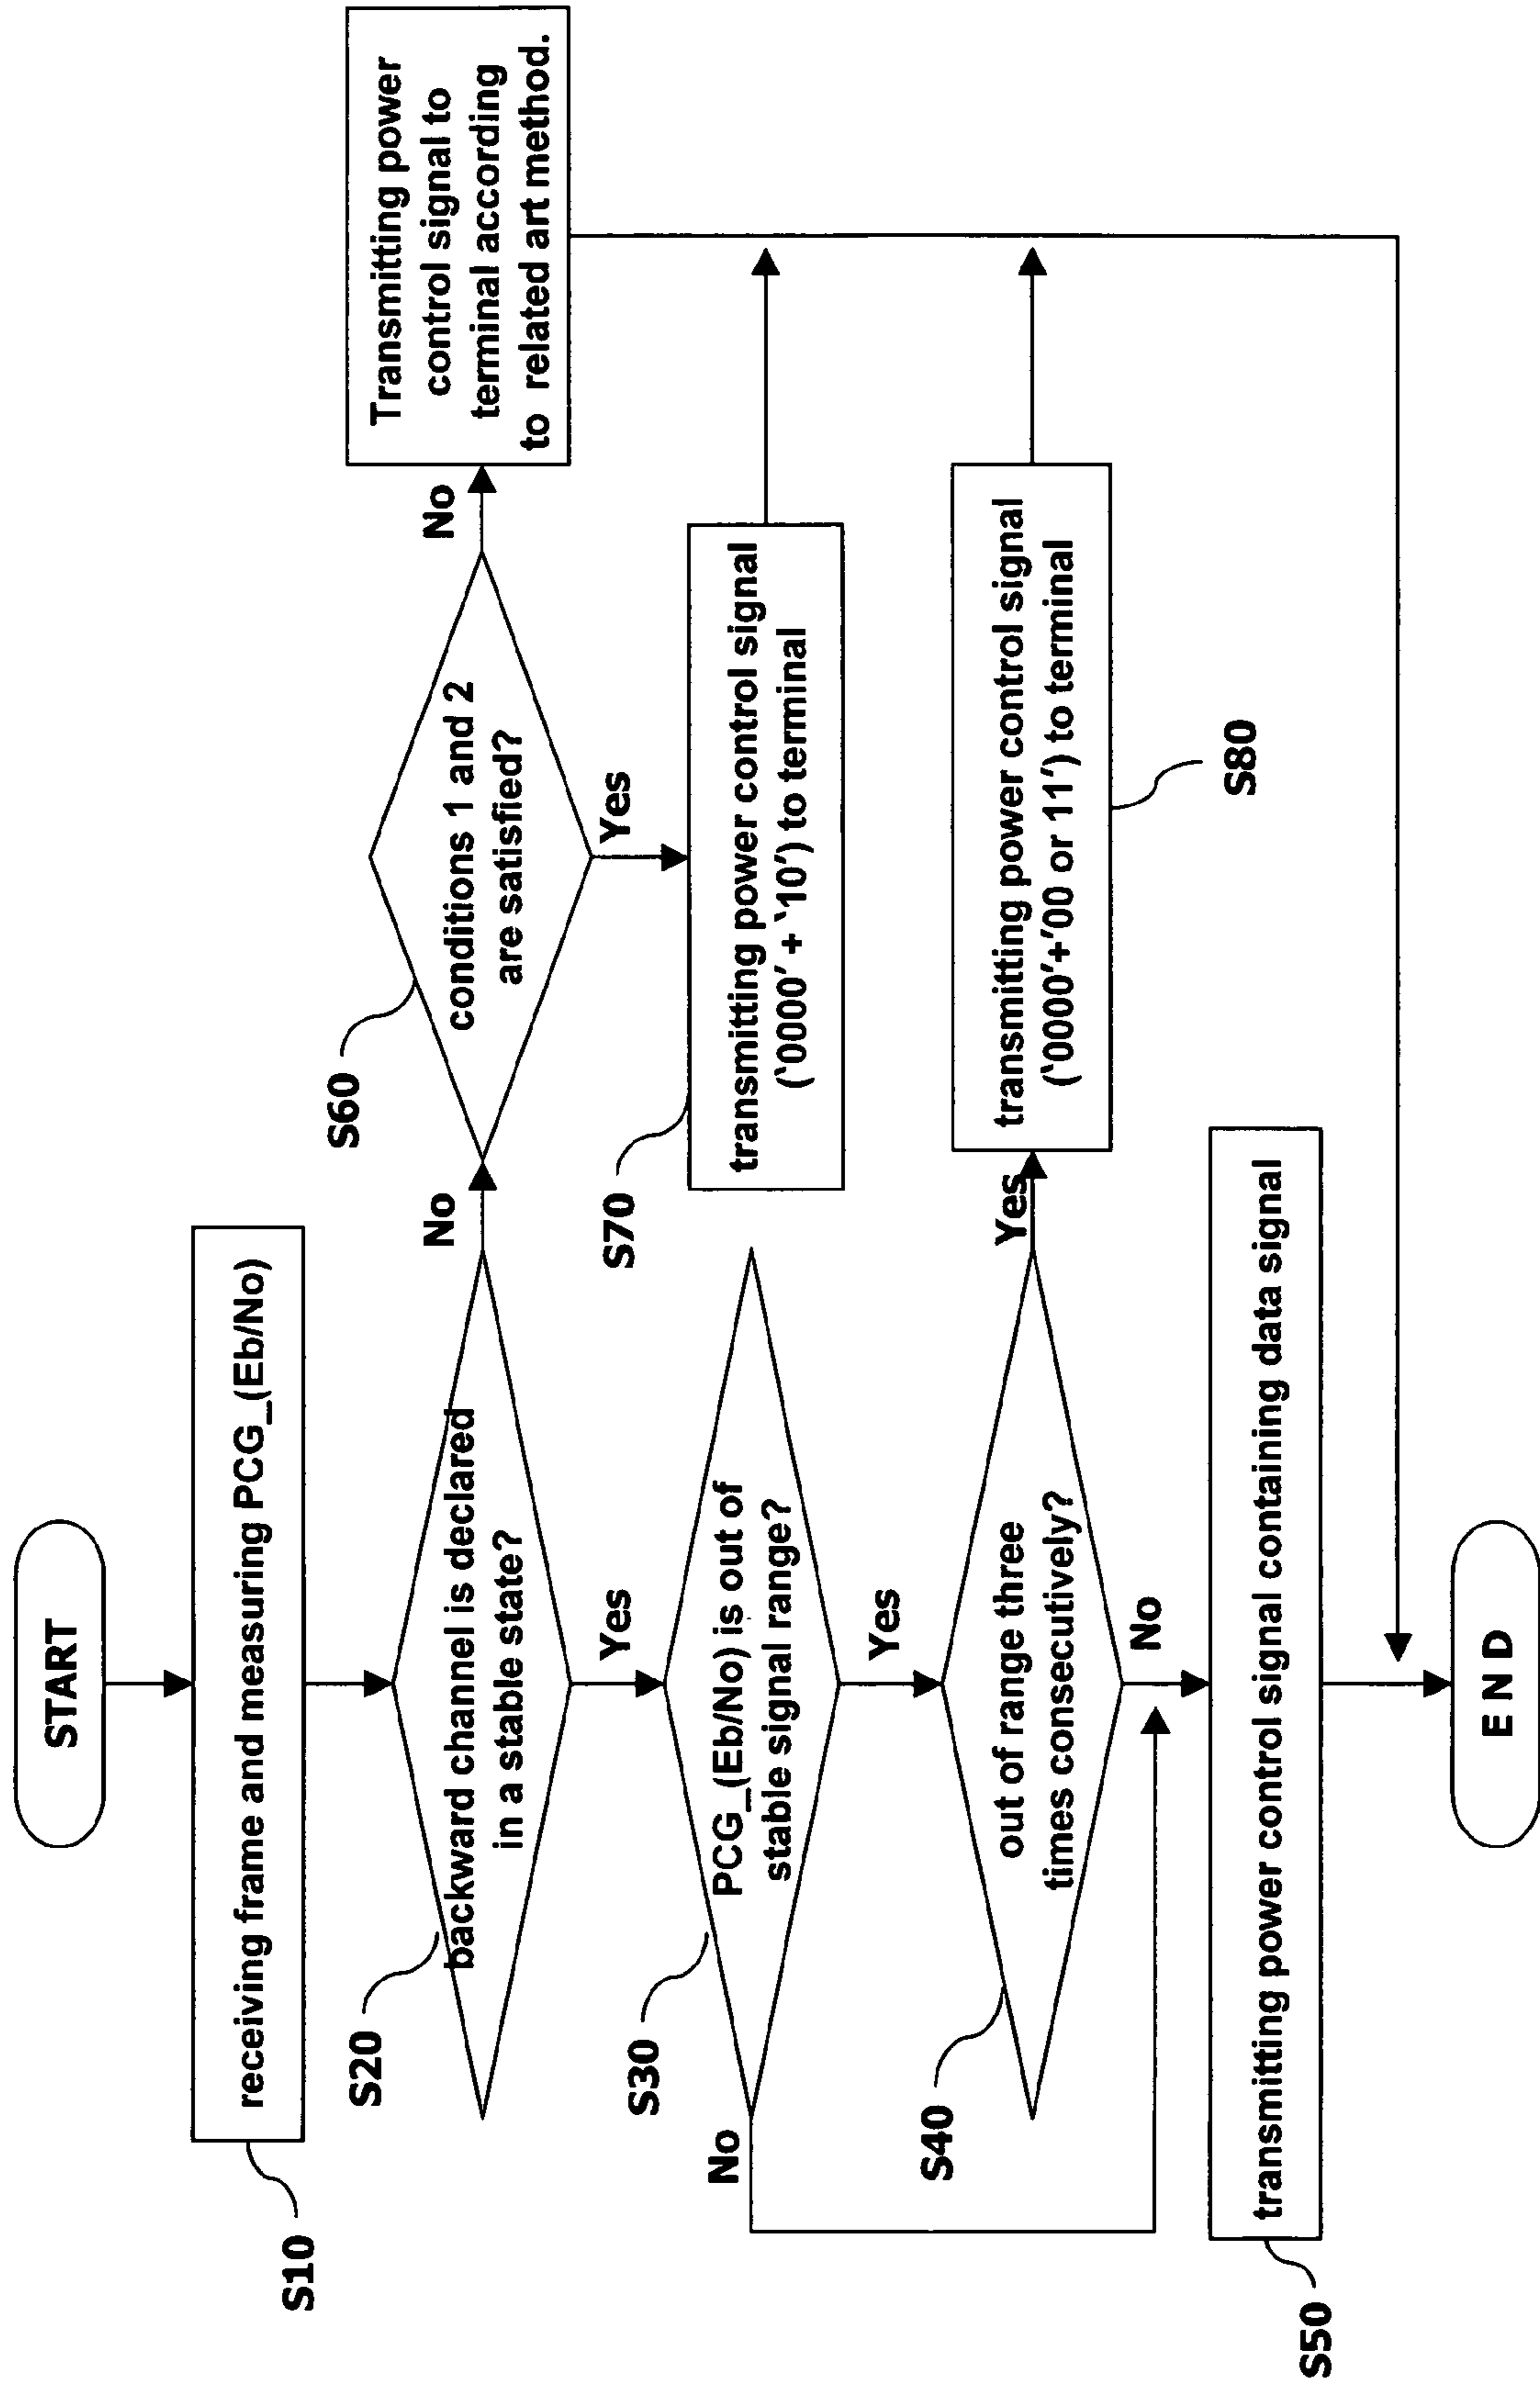 START
receiving frame and measuring PCG_(Eb/No)
S10
backward channel is declared
in a stable state?
S20
No
Yes
conditions 1 and 2
are satisfied?
S60
No
Yes
Transmitting power
control signal to
terminal according
to related art method.
PCG_(Eb/No) is out of
stable signal range?
S30
No
Yes
transmitting power control signal
(‘0000’ + ‘10’) to terminal
S70
out of range three
times consecutively?
S40
Yes
No
transmitting power control signal
(‘0000’+’00 or 11’) to terminal
S80
transmitting power control signal containing data signal
S50
END